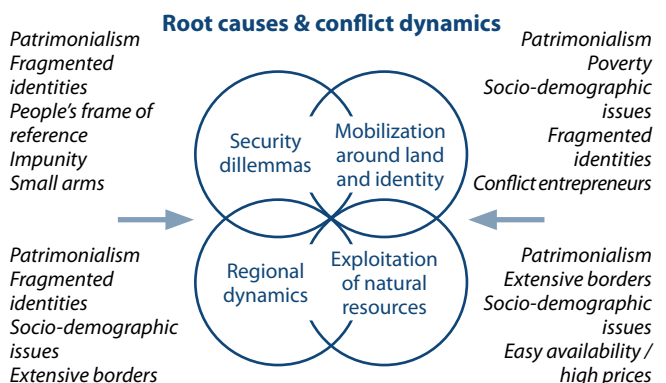 Root causes & conflict dynamics
Patrimonialism
Fragmented
identities
People’s frame of
reference
Impunity
Small arms
Patrimonialism
Poverty
Socio-demographic
issues
Fragmented
identities
Conflict entrepreneurs
Security
dillemmas
Mobilization
around land
and identity
Regional
dynamics
Exploitation
of natural
resources
Patrimonialism
Fragmented
identities
Socio-demographic
issues
Extensive borders
Patrimonialism
Extensive borders
Socio-demographic
issues
Easy availability /
high prices